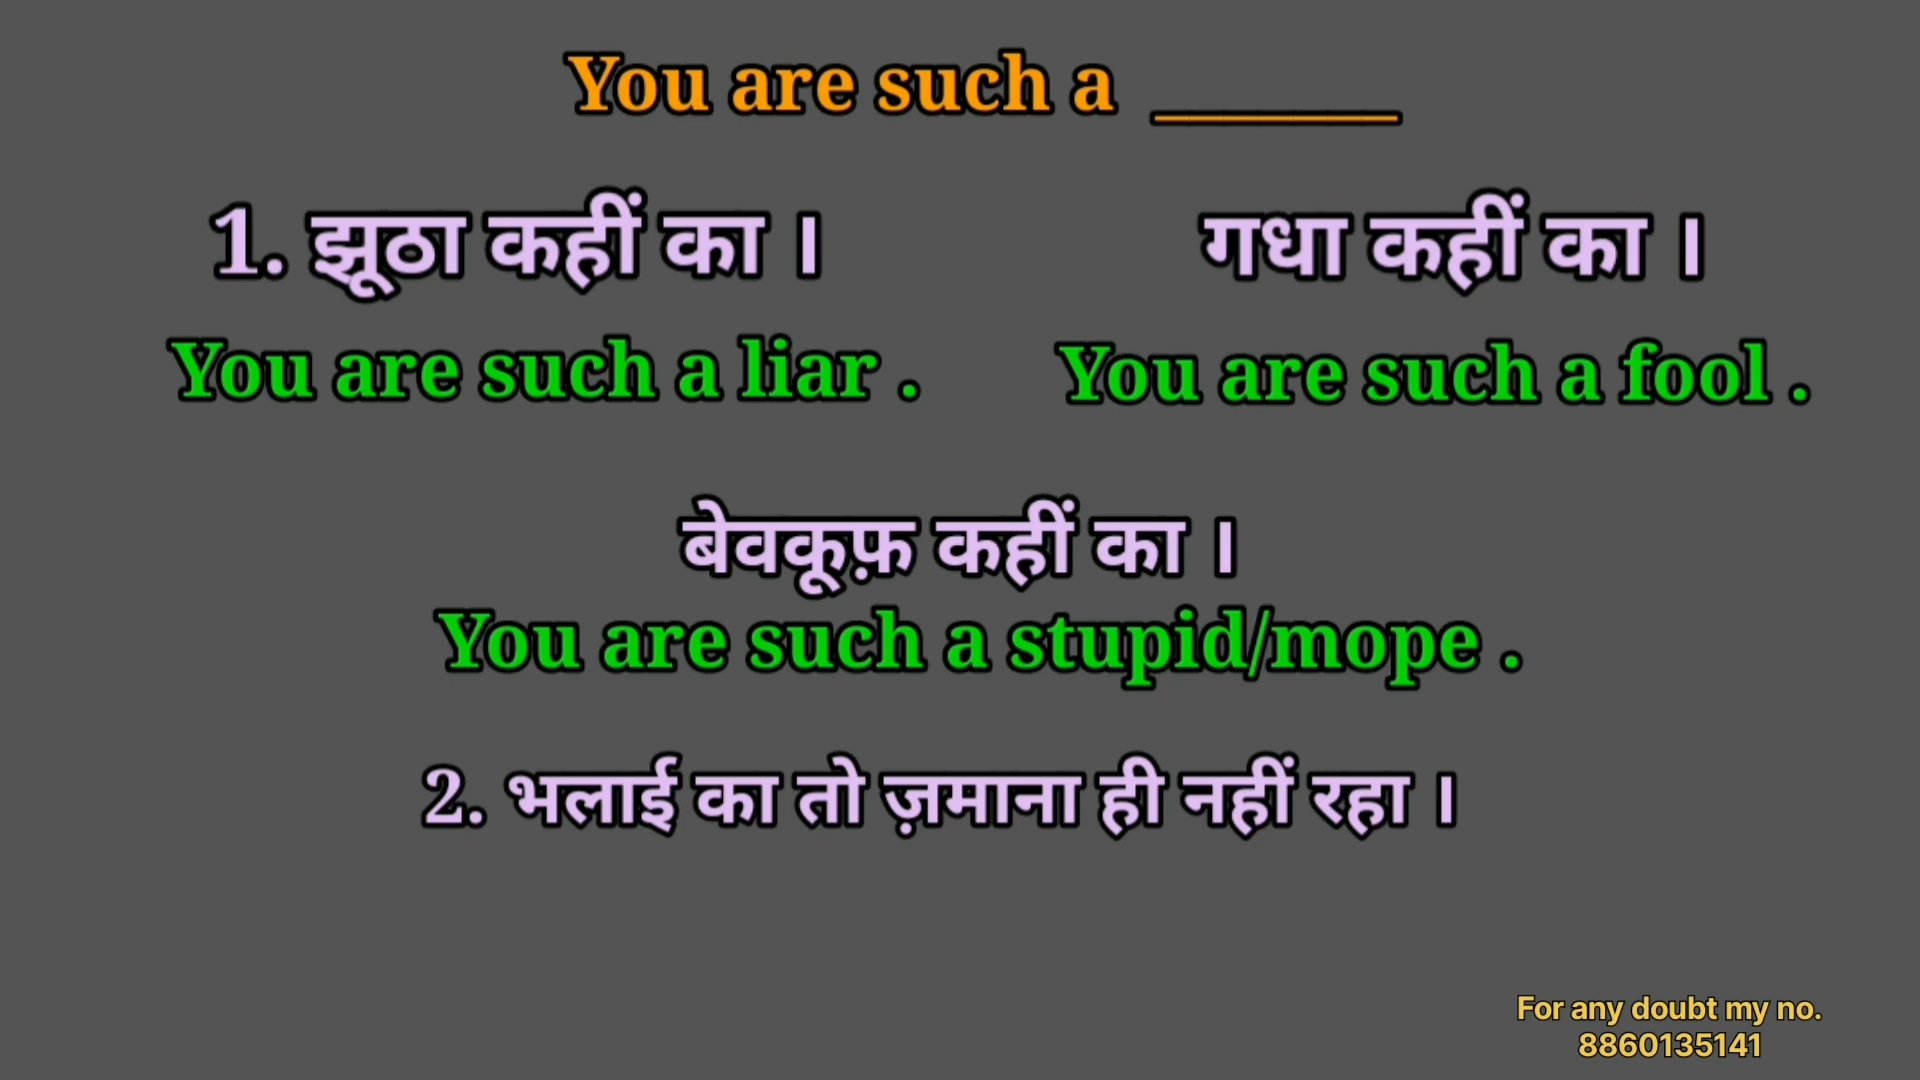 You are such a _______
1. झूठा कहीं का । गधा कहीं का ।
You are such a liar . You are such a fool .
बेवकूफ़ कहीं का ।
You are such a stupid/mope .
2. भलाई का तो ज़माना ही नहीं रहा ।
For any doubt my no.
8860135141